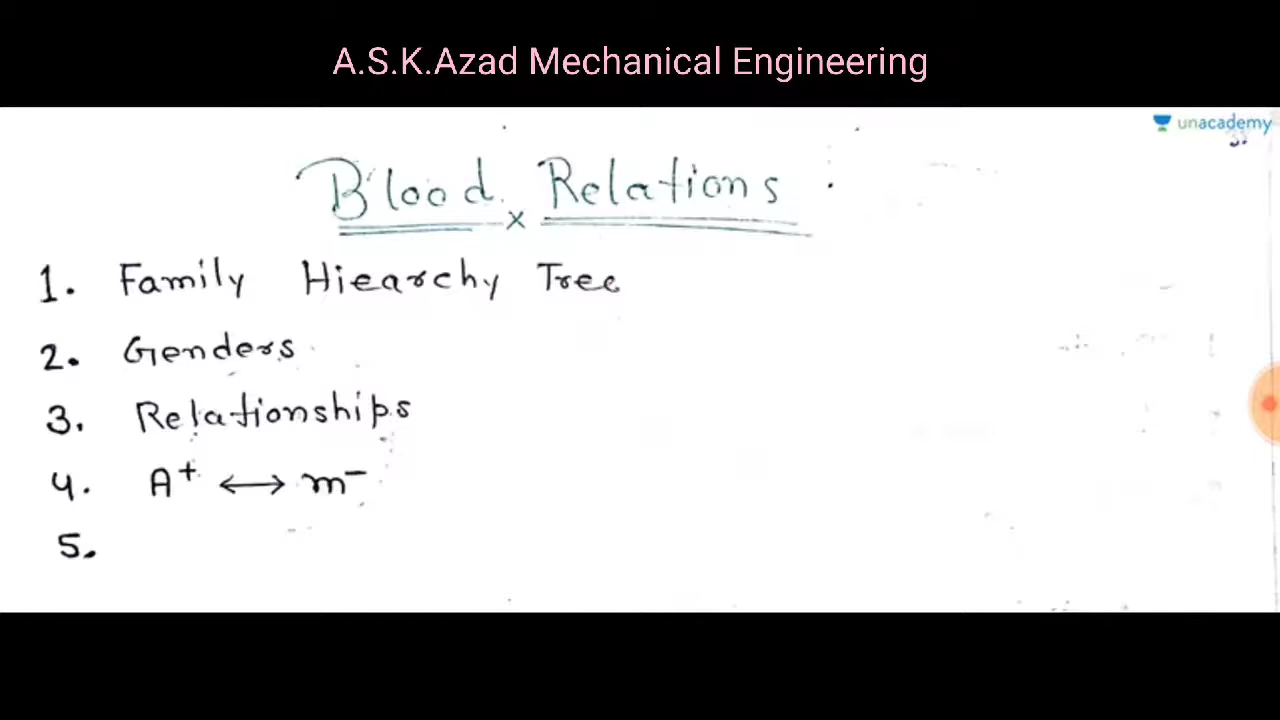 A.S.K.Azad Mechanical Engineering
unacademy
Blood Relations
1. Family Hiearchy Tree
2. Genders
3. Relationships
4. A⁺ ↔ m⁻
5.